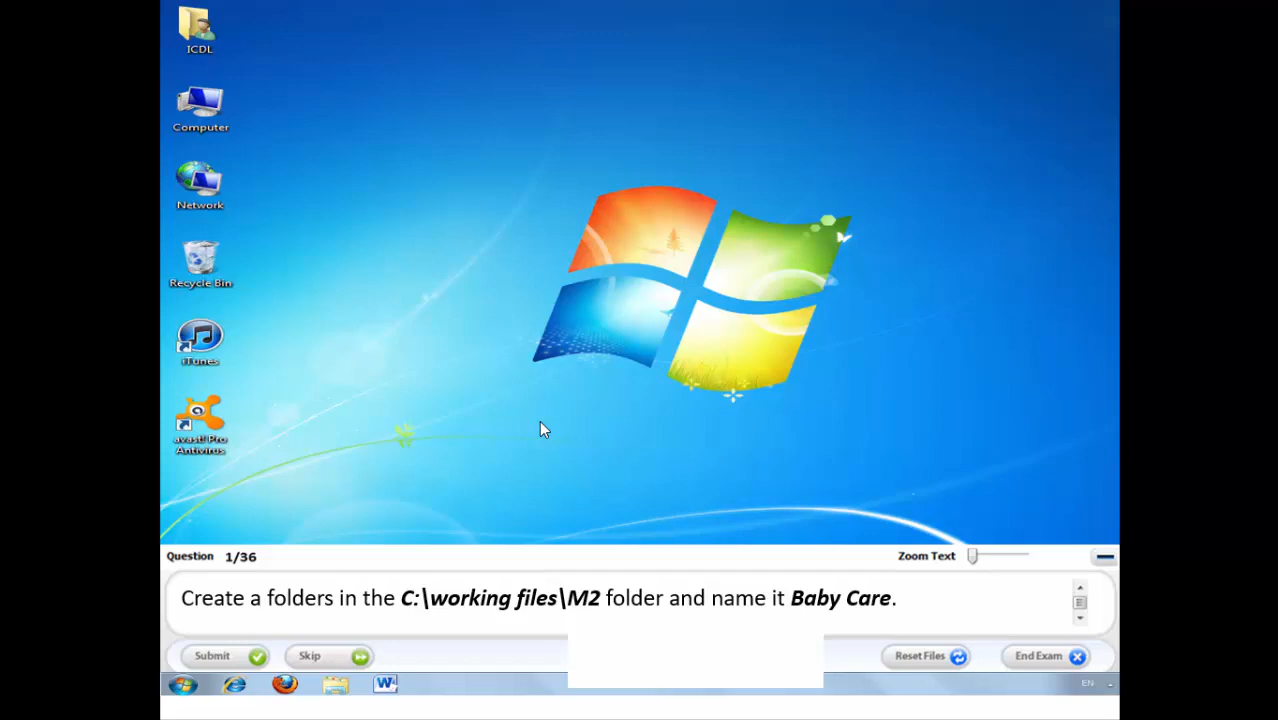 ICDL
Computer
Network
Recycle Bin
iTunes
avast! Pro
Antivirus
Question 1/36
Zoom Text
Create a folders in the C:\working files\M2 folder and name it Baby Care.
Submit
Skip
Reset Files
End Exam
EN